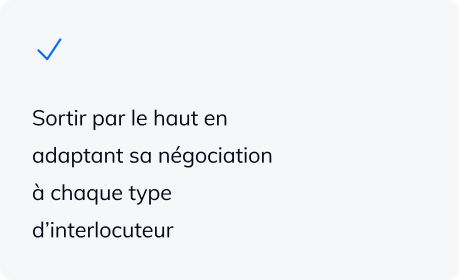 Sortir par le haut en
adaptant sa négociation
à chaque type
d’interlocuteur